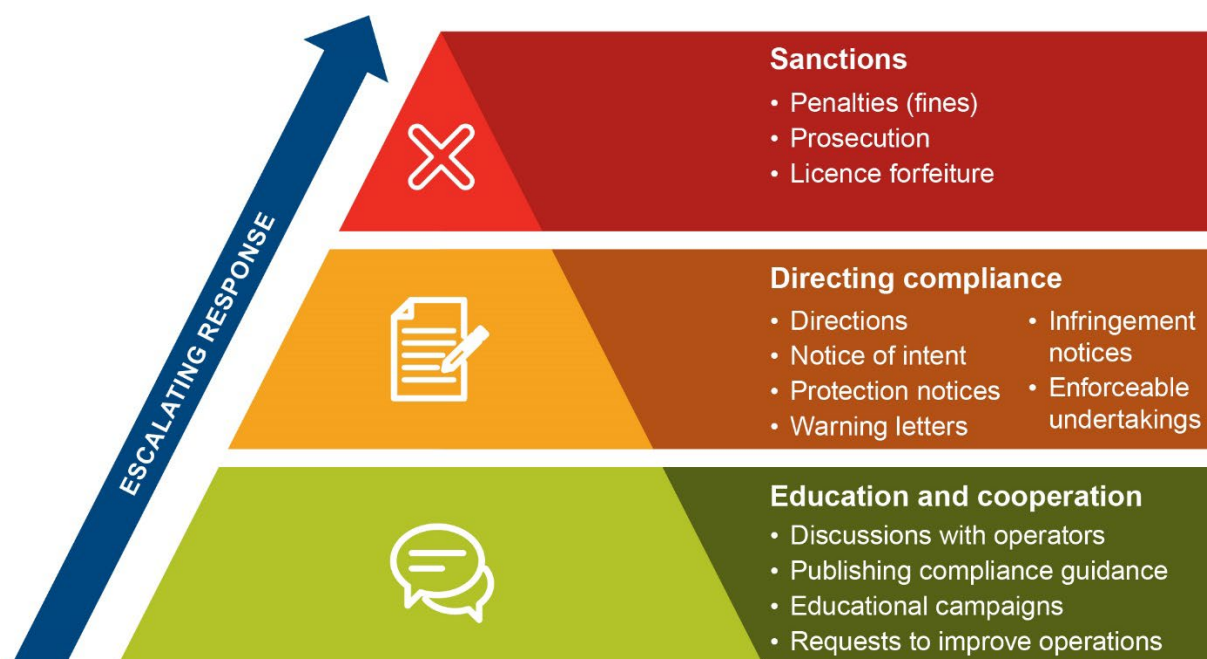 ESCALATING RESPONSE
Sanctions
• Penalties (fines)
• Prosecution
• Licence forfeiture
Directing compliance
• Directions
• Notice of intent
• Protection notices
• Warning letters
• Infringement
notices
• Enforceable
undertakings
Education and cooperation
• Discussions with operators
• Publishing compliance guidance
• Educational campaigns
• Requests to improve operations